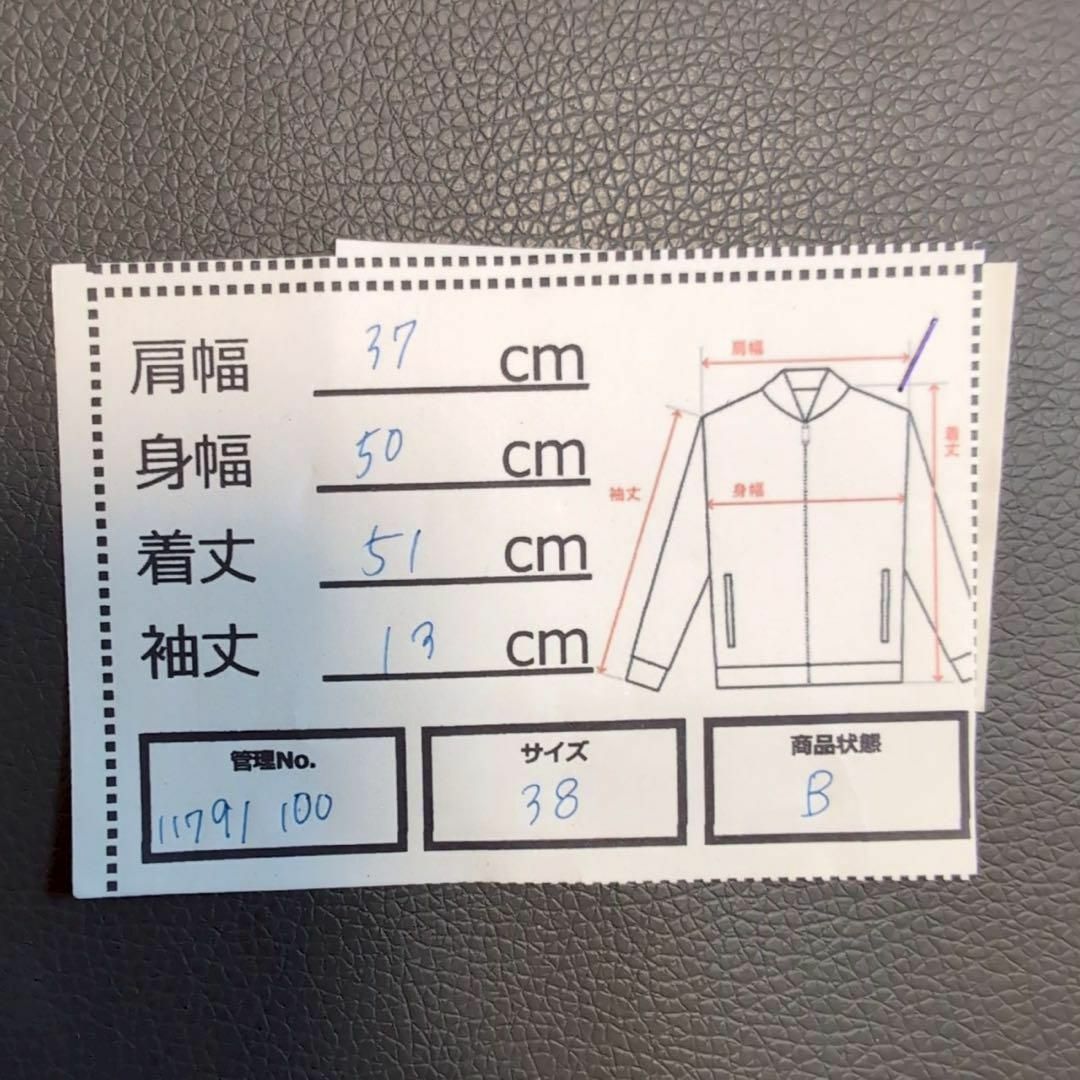 肩幅 37 cm
身幅 50 cm
着丈 51 cm
袖丈 13 cm
肩幅
着丈
袖丈
身幅
管理No.
11791 100
サイズ
38
商品状態
B